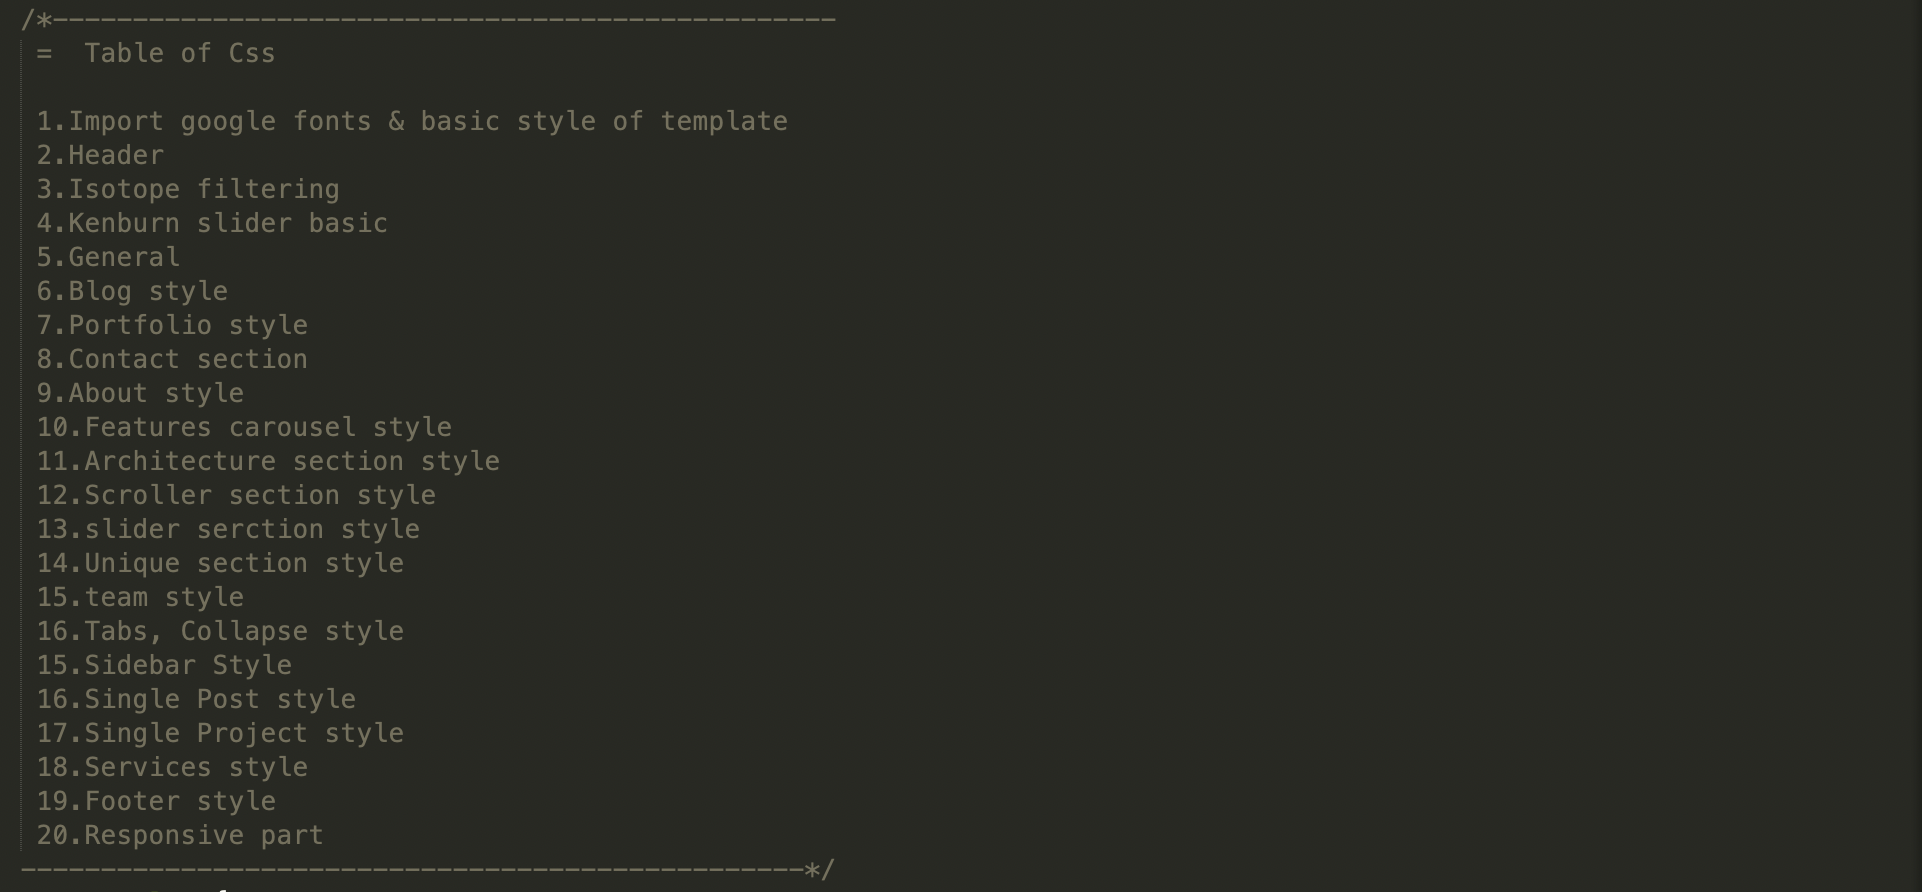 /*-------------------------------------------------
=  Table of Css

1.Import google fonts & basic style of template
2.Header
3.Isotope filtering
4.Kenburn slider basic
5.General
6.Blog style
7.Portfolio style
8.Contact section
9.About style
10.Features carousel style
11.Architecture section style
12.Scroller section style
13.slider serction style
14.Unique section style
15.team style
16.Tabs, Collapse style
15.Sidebar Style
16.Single Post style
17.Single Project style
18.Services style
19.Footer style
20.Responsive part
-------------------------------------------------*/